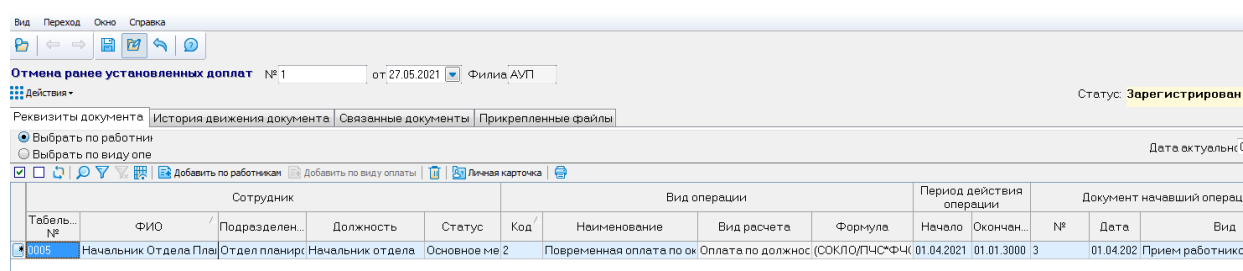 Вид Переход Окно Справка
Отмена ранее установленных доплат № 1 от 27.05.2021 Филиа АУП
Действия
Статус: Зарегистрирован
Реквизиты документа История движения документа Связанные документы Прикрепленные файлы
Выбрать по работни
Выбрать по виду опе
Дата актуальнс
Добавить по работникам Добавить по виду оплаты Личная карточка
Сотрудник Вид операции Период действия операции Документ начавший операц
Табель... № ФИО Подразделен... Должность Статус Код Наименование Вид расчета Формула Начало Окончан... № Дата Вид
0005 Начальник Отдела Пла Отдел планирс Начальник отдела Основное ме 2 Повременная оплата по ок Оплата по должнос (СОКЛО/ПЧС*ФЧ 01.04.2021 01.01.3000 3 01.04.202 Прием работникс